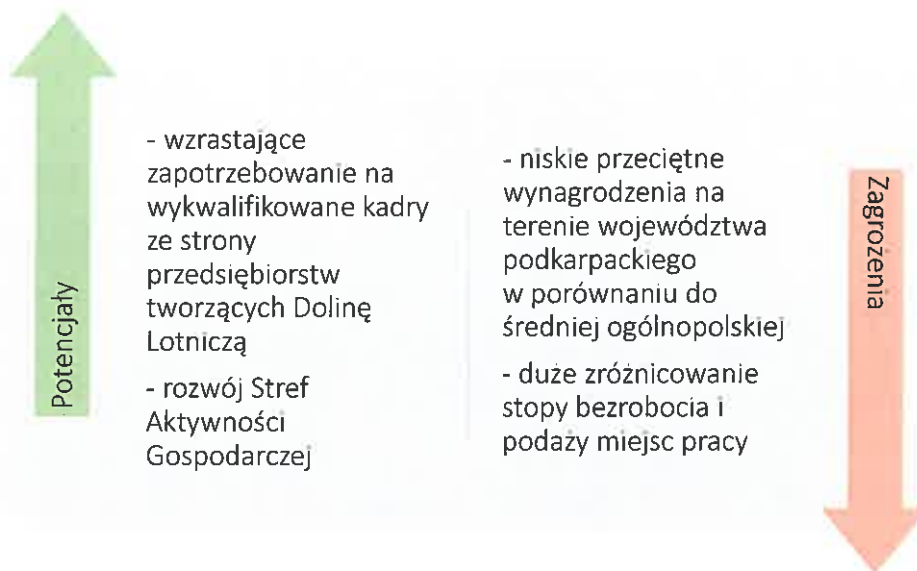 Potencjały
- wzrastające
zapotrzebowanie na
wykwalifikowane kadry
ze strony
przedsiębiorstw
tworzących Dolinę
Lotniczą
- rozwój Stref
Aktywności
Gospodarczej
- niskie przeciętne
wynagrodzenia na
terenie województwa
podkarpackiego
w porównaniu do
średniej ogólnopolskiej
- duże zróżnicowanie
stopy bezrobocia i
podaży miejsc pracy
Zagrożenia